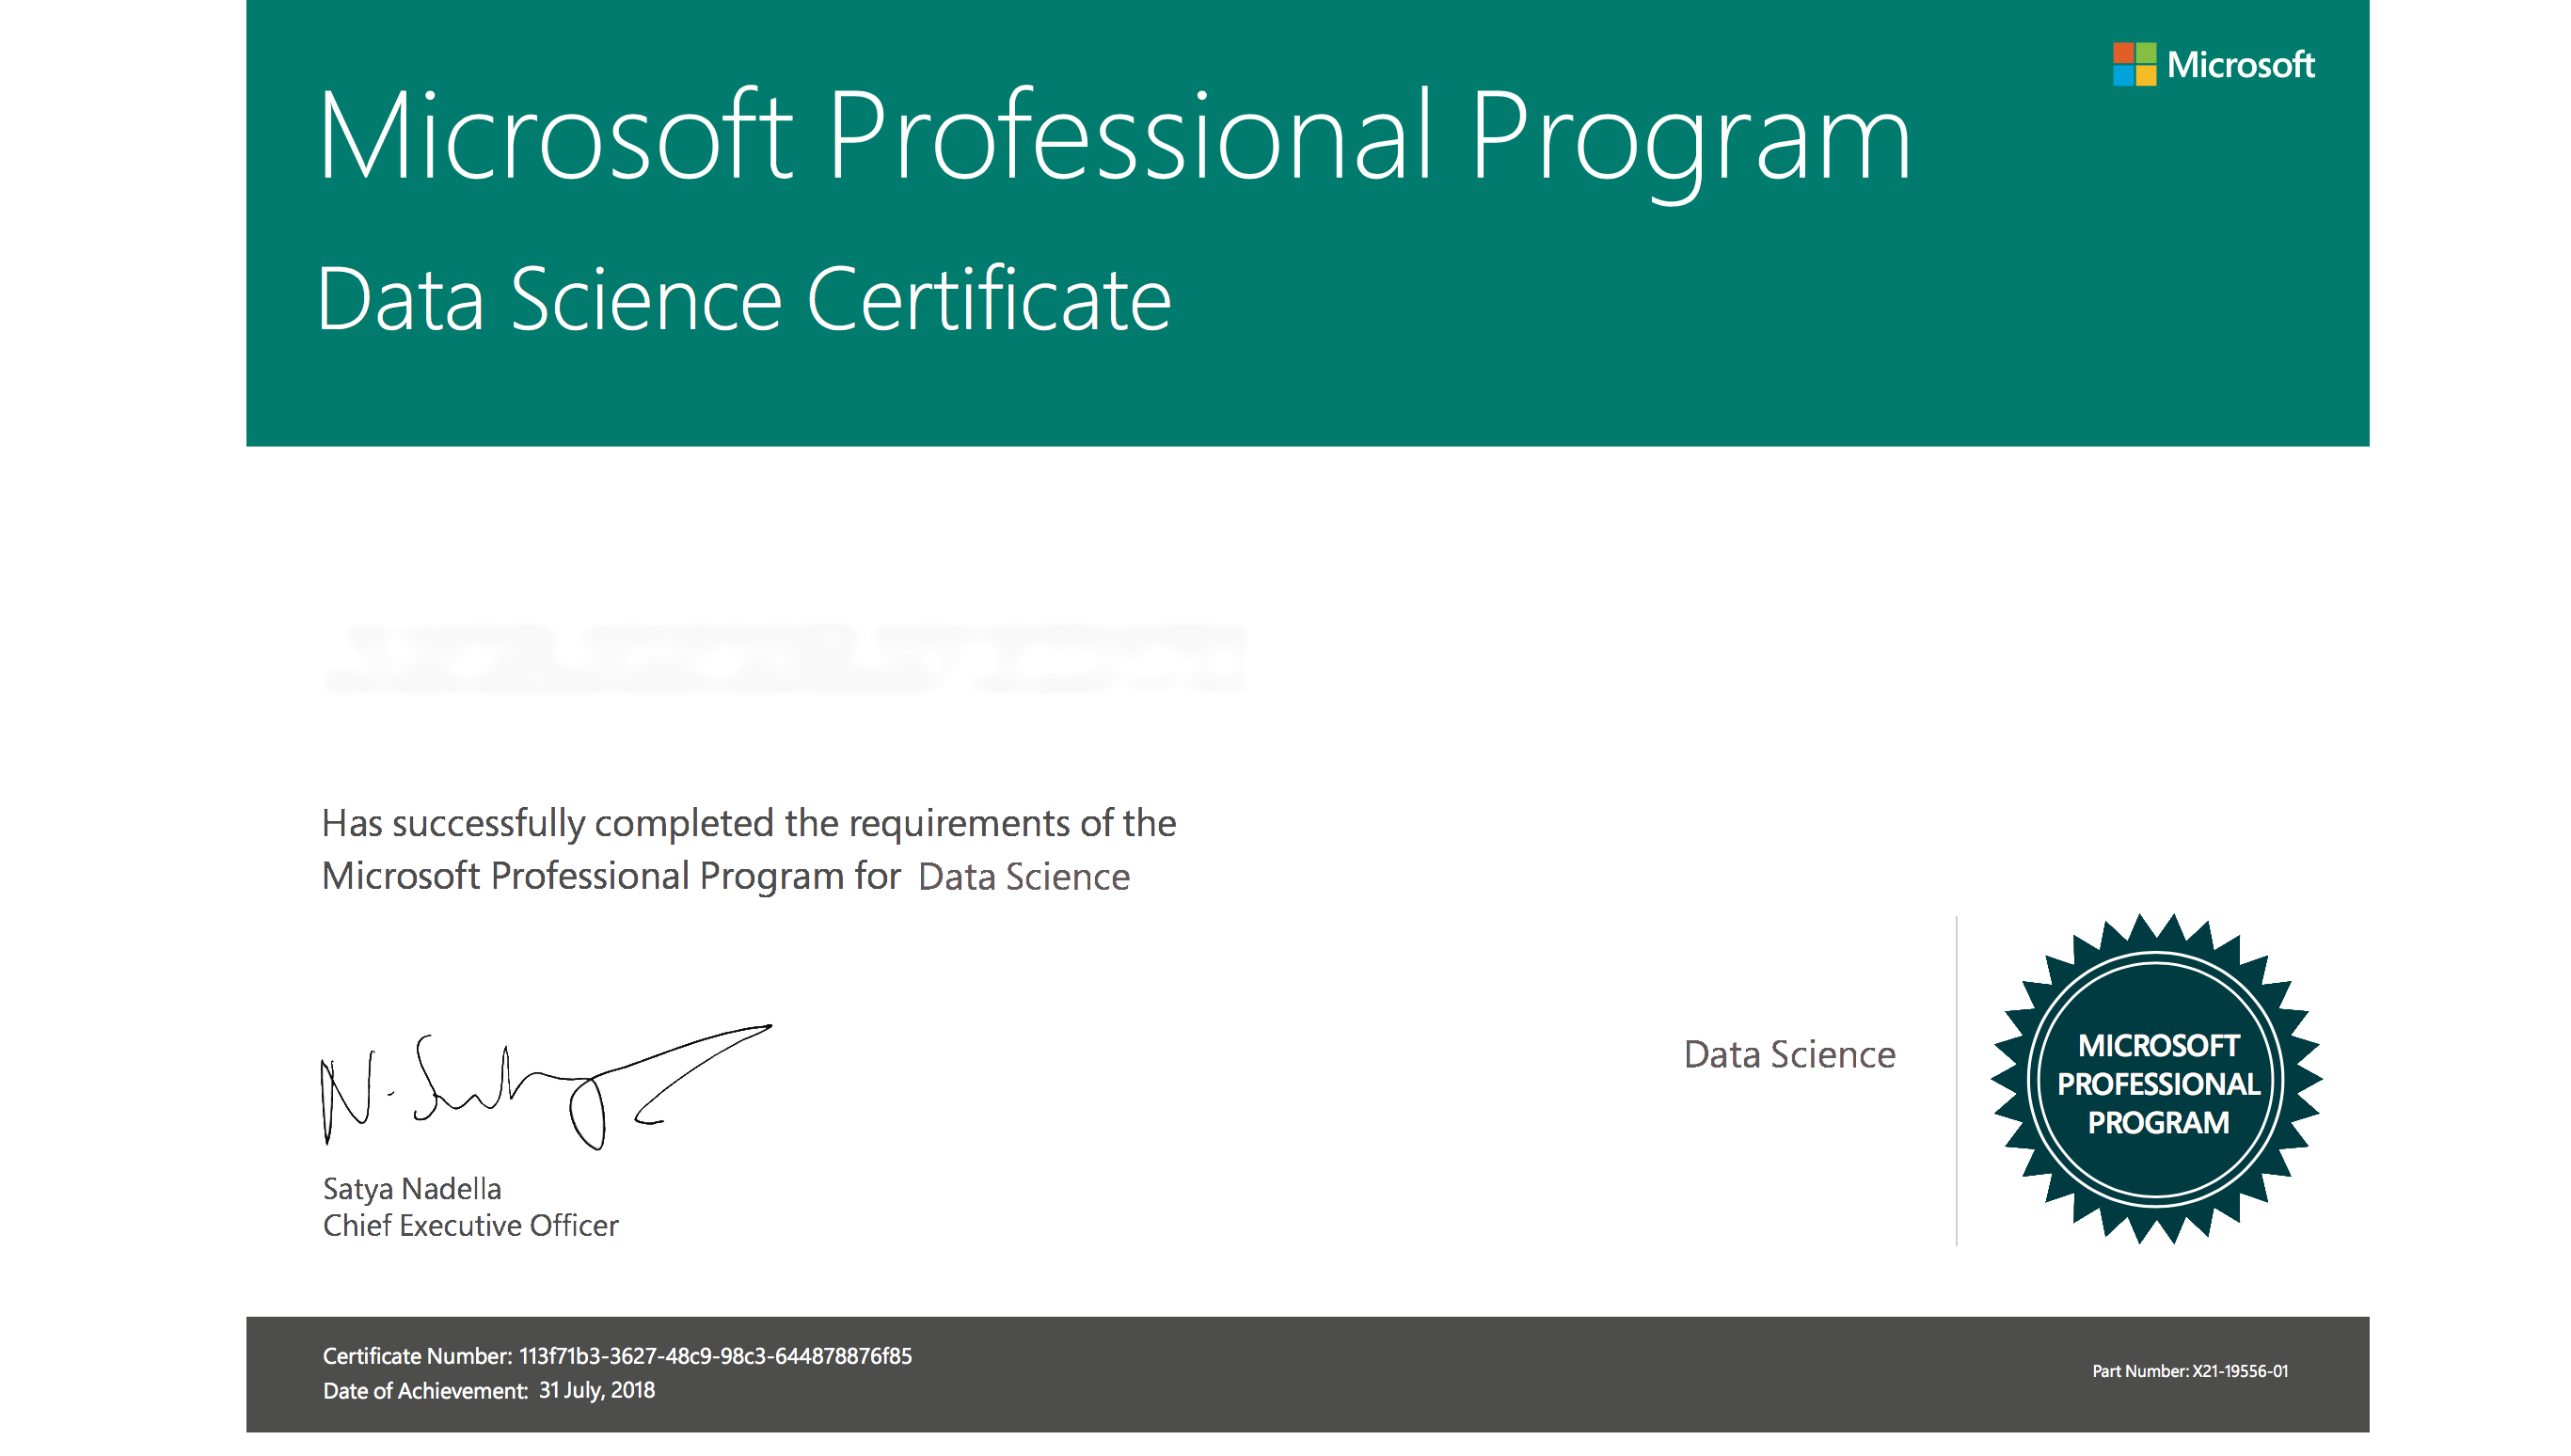 Microsoft
Microsoft Professional Program
Data Science Certificate
Has successfully completed the requirements of the
Microsoft Professional Program for Data Science
Satya Nadella
Chief Executive Officer
Data Science
MICROSOFT
PROFESSIONAL
PROGRAM
Certificate Number: 113f71b3-3627-48c9-98c3-644878876f85
Date of Achievement: 31 July, 2018
Part Number: X21-19556-01